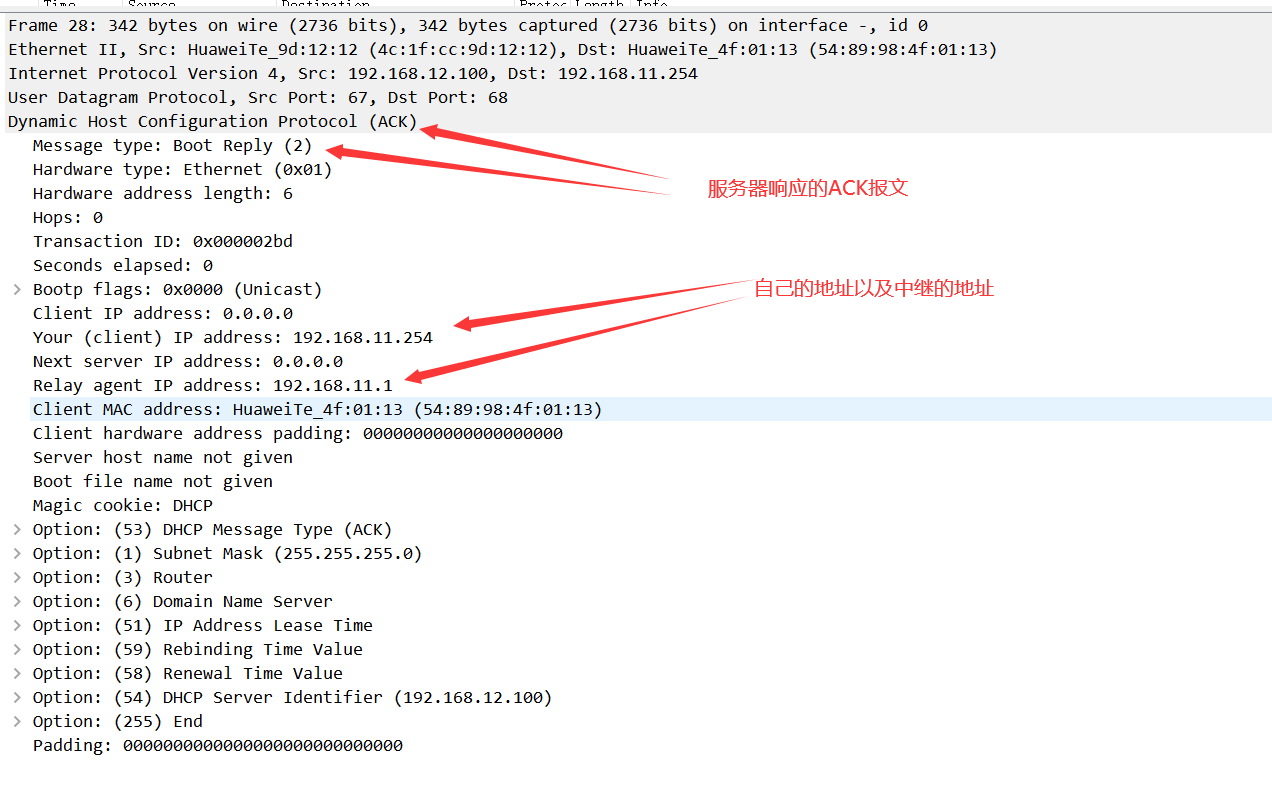 Time Source Destination Protoc Length Info
Frame 28: 342 bytes on wire (2736 bits), 342 bytes captured (2736 bits) on interface -, id 0
Ethernet II, Src: HuaweiTe_9d:12:12 (4c:1f:cc:9d:12:12), Dst: HuaweiTe_4f:01:13 (54:89:98:4f:01:13)
Internet Protocol Version 4, Src: 192.168.12.100, Dst: 192.168.11.254
User Datagram Protocol, Src Port: 67, Dst Port: 68
Dynamic Host Configuration Protocol (ACK)
Message type: Boot Reply (2)
Hardware type: Ethernet (0x01)
服务器响应的ACK报文
Hardware address length: 6
Hops: 0
Transaction ID: 0x000002bd
Seconds elapsed: 0
Bootp flags: 0x0000 (Unicast)
自己的地址以及中继的地址
Client IP address: 0.0.0.0
Your (client) IP address: 192.168.11.254
Next server IP address: 0.0.0.0
Relay agent IP address: 192.168.11.1
Client MAC address: HuaweiTe_4f:01:13 (54:89:98:4f:01:13)
Client hardware address padding: 00000000000000000000
Server host name not given
Boot file name not given
Magic cookie: DHCP
Option: (53) DHCP Message Type (ACK)
Option: (1) Subnet Mask (255.255.255.0)
Option: (3) Router
Option: (6) Domain Name Server
Option: (51) IP Address Lease Time
Option: (59) Rebinding Time Value
Option: (58) Renewal Time Value
Option: (54) DHCP Server Identifier (192.168.12.100)
Option: (255) End
Padding: 0000000000000000000000000000